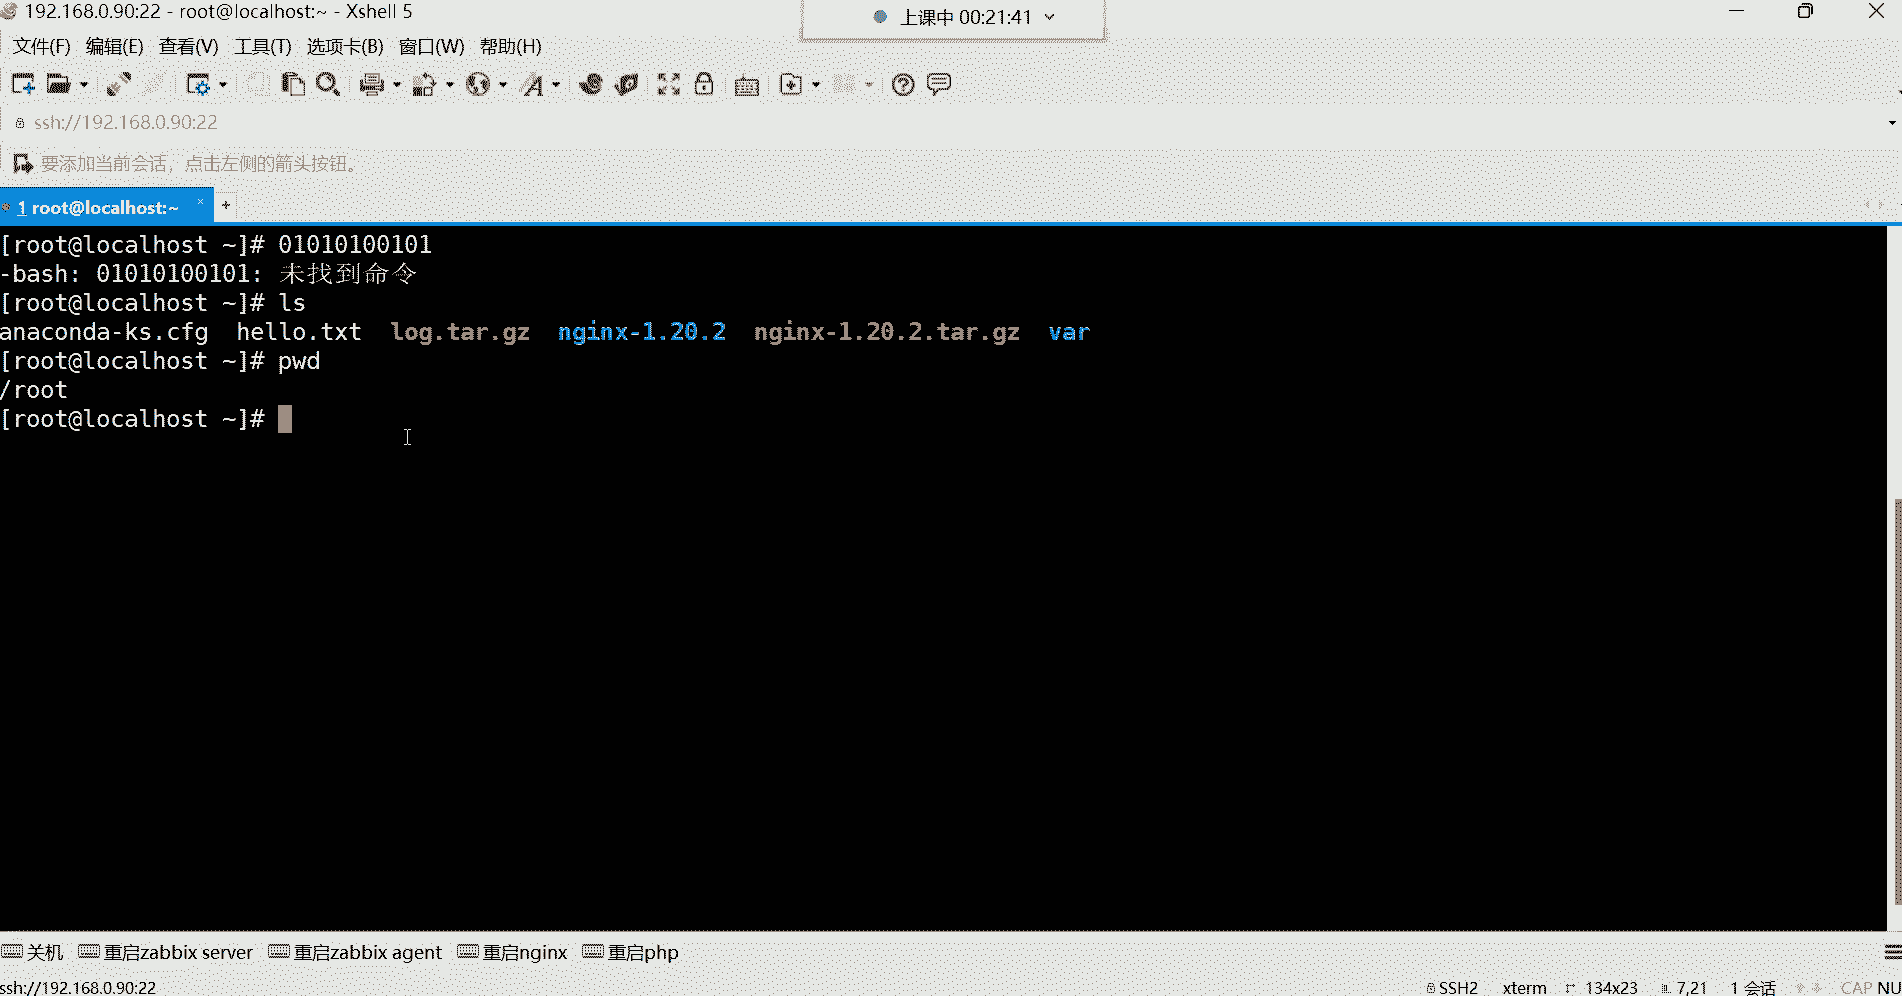 192.168.0.90:22 - root@localhost:~ - Xshell 5
上课中 00:21:41
文件(F) 编辑(E) 查看(V) 工具(T) 选项卡(B) 窗口(W) 帮助(H)
ssh://192.168.0.90:22
要添加当前会话，点击左侧的箭头按钮。
1 root@localhost:~ × +
[root@localhost ~]# 01010100101
-bash: 01010100101: 未找到命令
[root@localhost ~]# ls
anaconda-ks.cfg hello.txt log.tar.gz nginx-1.20.2 nginx-1.20.2.tar.gz var
[root@localhost ~]# pwd
/root
[root@localhost ~]#
关机 重启zabbix server 重启zabbix agent 重启nginx 重启php
ssh://192.168.0.90:22 SSH2 xterm 134x23 7,21 1 会话 CAP NU